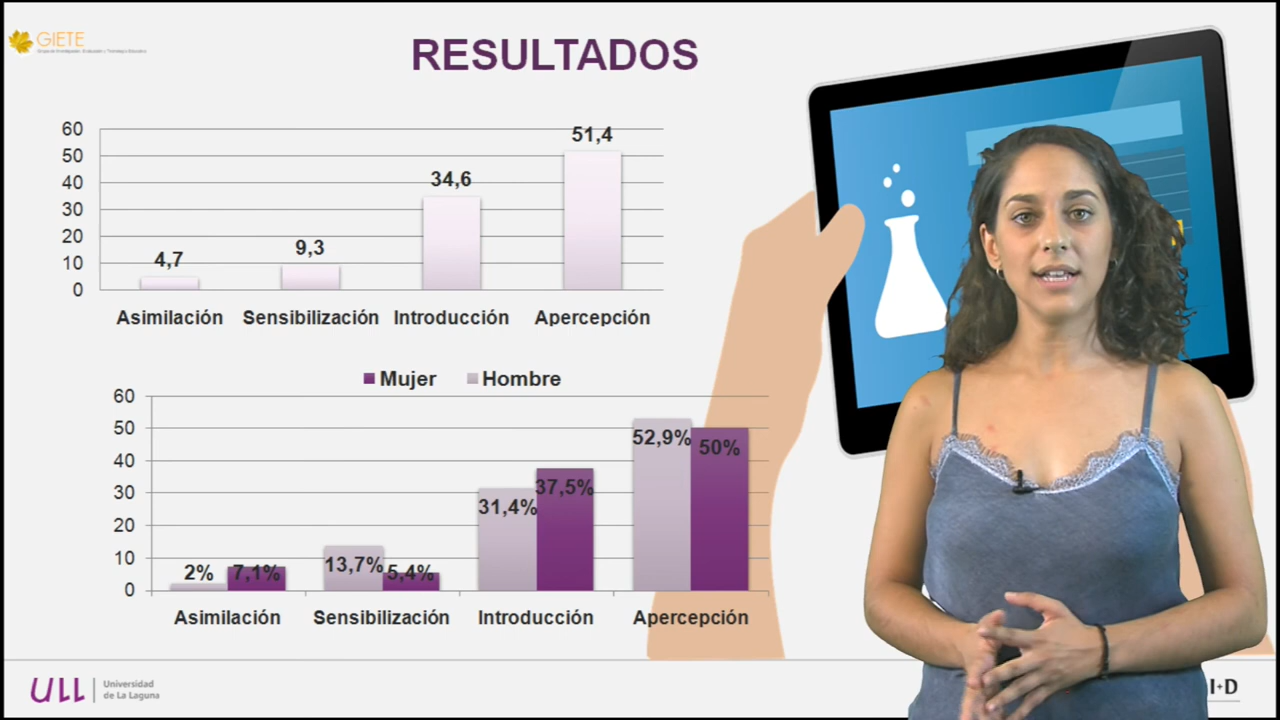 GIETE
RESULTADOS
60
50
40
30
20
10
0
4,7
9,3
34,6
51,4
Asimilación Sensibilización Introducción Apercepción
Mujer Hombre
60
50
40
30
20
10
0
2% 7,1%
13,7% 5,4%
31,4% 37,5%
52,9% 50%
Asimilación Sensibilización Introducción Apercepción
ULL Universidad
de La Laguna
I+D